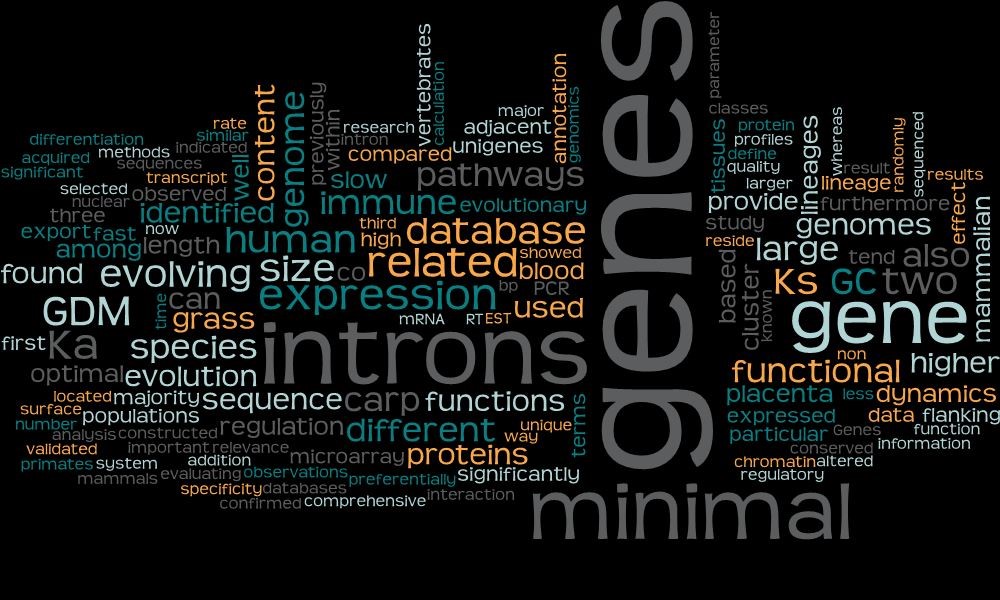 genes
parameter
vertebrates
calculation
annotation
genomics
content
genome
previously
within
major
adjacent
unigenes
research
intron
compared
rate
similar
differentiation
indicated
methods
acquired
sequences
significant
transcript
well
slow
pathways
selected
observed
nuclear
immune
evolutionary
three
identified
export
fast
now
third
high
database
among
length
human
related
showed
blood
found
evolving
size
co
expression
bp
PCR
used
GDM
time
can
grass
mRNA
RT
EST
first
Ka
species
introns
optimal
evolution
located
majority
sequence
carp
functions
surface
populations
number
regulation
different
unique
way
terms
analysis
constructed
validated
important
relevance
microarray
proteins
primates
system
addition
evaluating
observations
preferentially
significantly
mammals
specificity
databases
interaction
confirmed
comprehensive
minimal
classes
tissues
protein
profiles
define
quality
larger
lineages
whereas
result
randomly
sequenced
results
lineage
provide
furthermore
effect
mammalian
study
genomes
reside
large
tend
also
based
cluster
known
Ks
GC
two
gene
non
functional
higher
placenta
less
dynamics
expressed
data
flanking
particular
Genes
function
conserved
information
chromatin
altered
regulatory